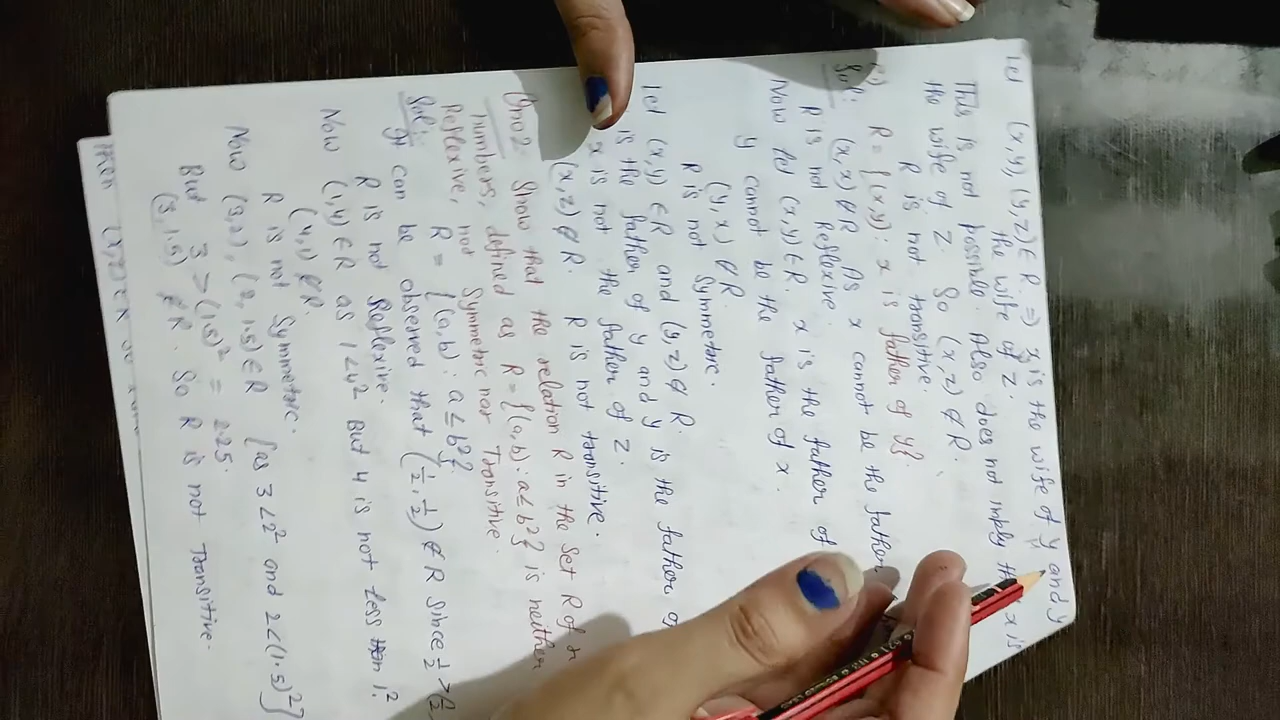 Let (x,y), (y,z) ∈ R. ⇒ x is the wife of y and y
the wife of z.
This is not possible. Also does not imply x is
the wife of z. So (x,z) ∉ R.
R is not transitive.
R = {(x,y): x is father of y}.
Sol: (x,x) ∉ R As x cannot be the father
R is not Reflexive.
Now let (x,y) ∈ R. x is the father of
y cannot be the father of x.
(y,x) ∉ R.
R is not symmetric.
Let (x,y) ∈ R and (y,z) ∉ R.
is the father of y and y is the father of
x is not the father of z.
(x,z) ∉ R. R is not transitive.
Qno2 Show that the relation R in the set R of
numbers, defined as R = {(a,b): a ≤ b²} is neither
Reflexive, not Symmetric nor Transitive.
R = {(a,b): a ≤ b²}
Sol: It can be observed that (1/2, 1/2) ∉ R since 1/2 > (1/2,
R is not Reflexive.
Now (1,4) ∈ R as 1<4² But 4 is not less then 1²
(4,1) ∉ R.
R is not Symmetric.
Now (3,2), (2,1.5) ∈ R [as 3<2² and 2<(1.5)²]
But 3 > (1.5)² = 2.25.
(3,1.5) ∉ R. So R is not Transitive.
then (x,z) ∈ R